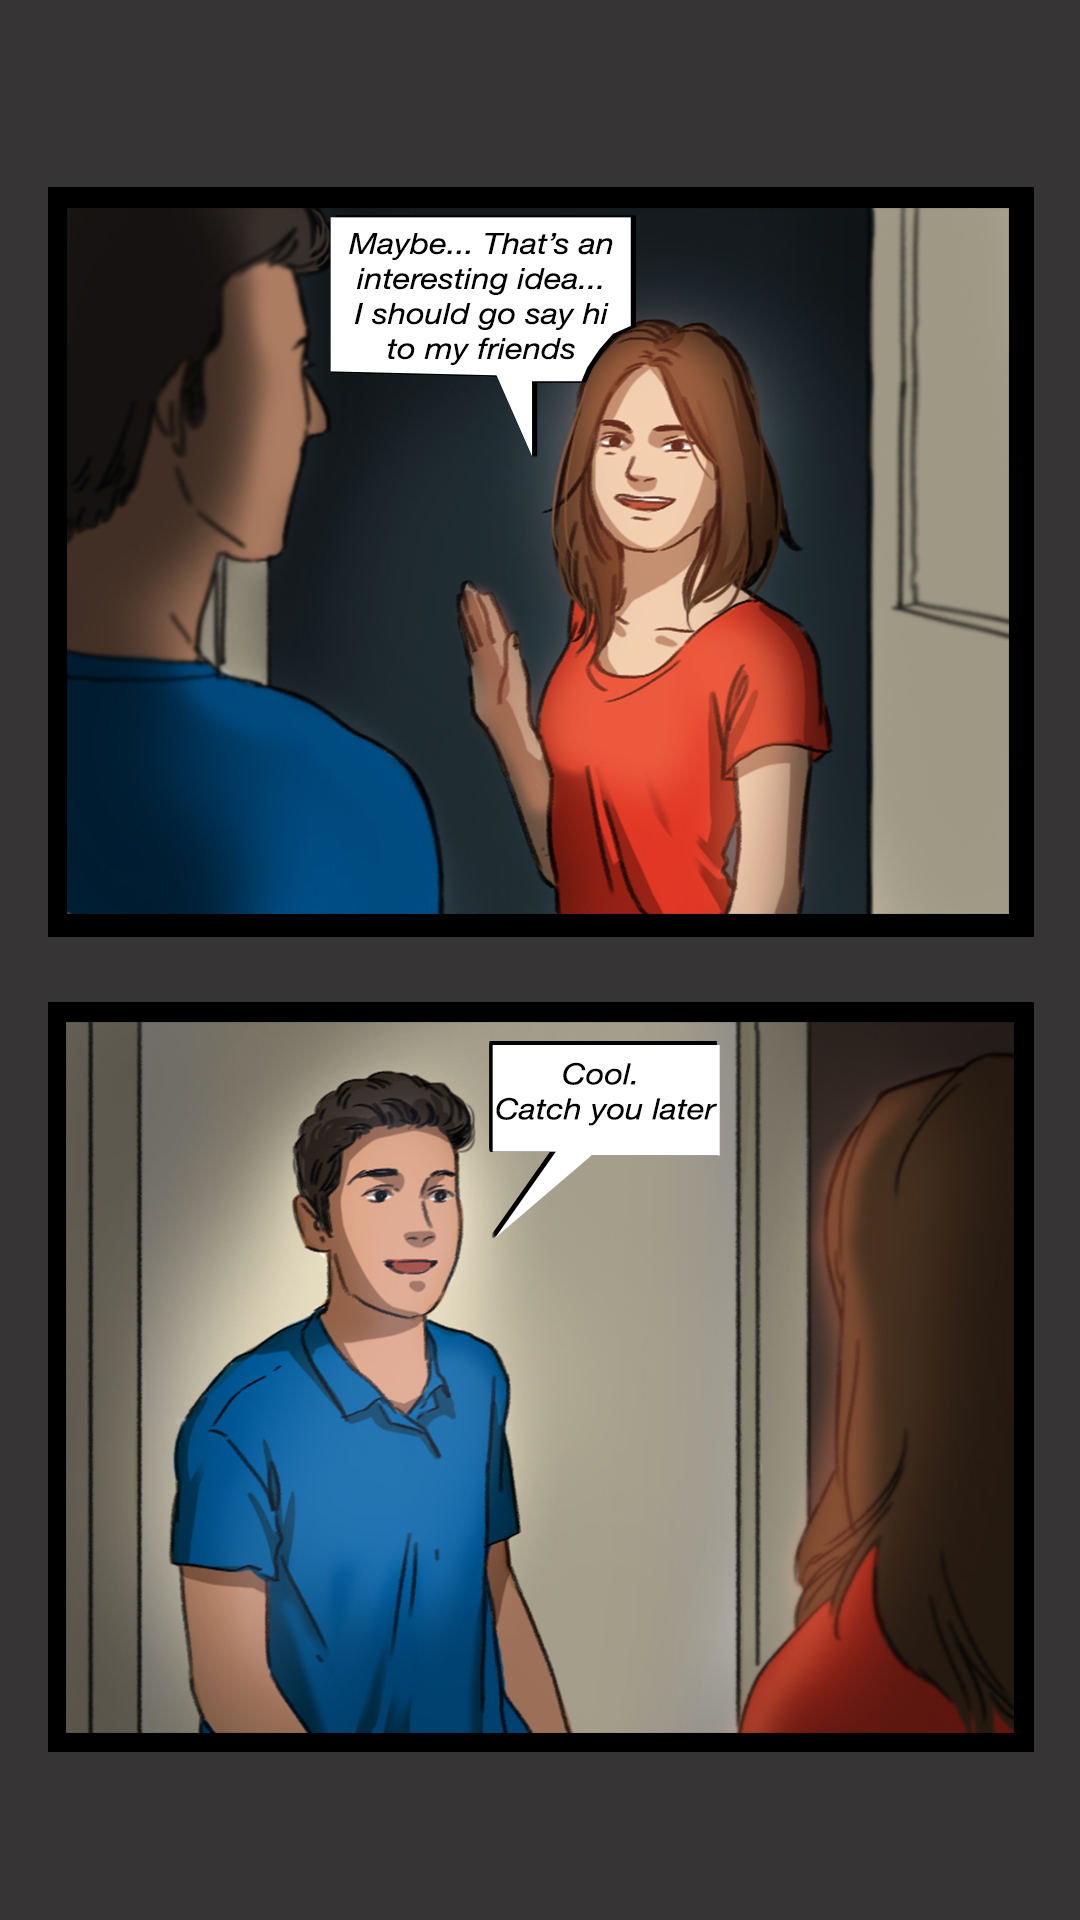 Maybe... That's an
interesting idea...
I should go say hi
to my friends
Cool.
Catch you later